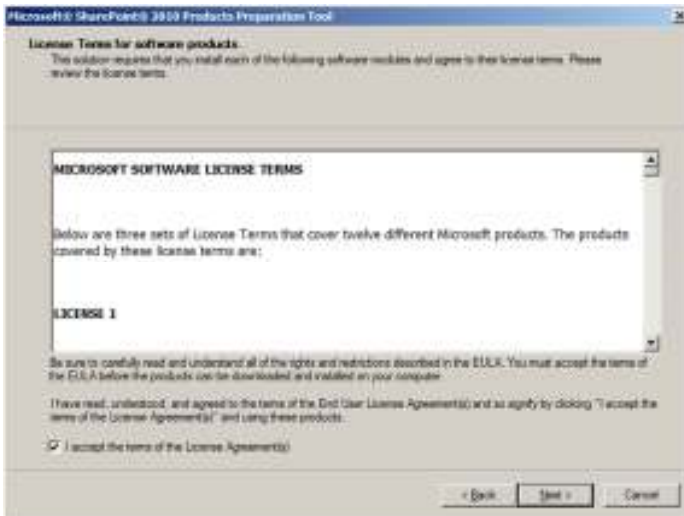 Microsoft® SharePoint® 2010 Products Preparation Tool
License Terms for software products.
This solution requires that you install each of the following software modules and agree to their license terms. Please
review the license terms.
MICROSOFT SOFTWARE LICENSE TERMS
Below are three sets of License Terms that cover twelve different Microsoft products. The products
covered by these license terms are:
LICENSE 1
Be sure to carefully read and understand all of the rights and restrictions described in the EULA. You must accept the terms of
the EULA before the products can be downloaded and installed on your computer.
I have read, understood, and agreed to the terms of the End User License Agreement(s) and so signify by clicking "I accept the
terms of the License Agreement(s)" and using these products.
I accept the terms of the License Agreement(s)
< Back
Next >
Cancel